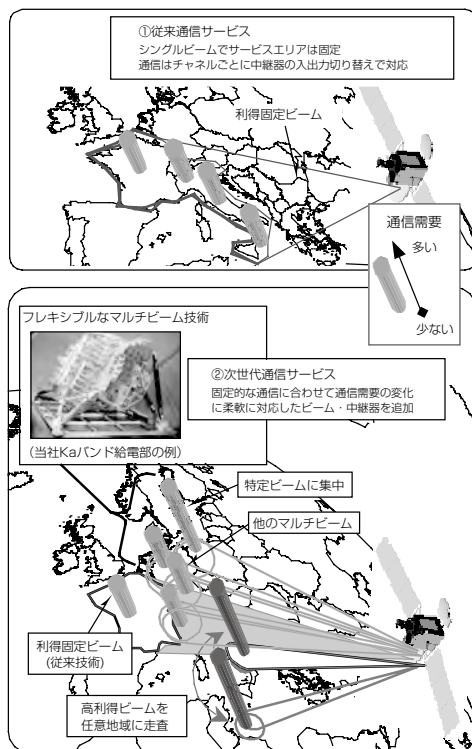 ①従来通信サービス
シングルビームでサービスエリアは固定
通信はチャネルごとに中継器の入出力切り替えで対応
利得固定ビーム
通信需要
多い
少ない
フレキシブルなマルチビーム技術
(当社Kaバンド給電部の例)
②次世代通信サービス
固定的な通信に合わせて通信需要の変化
に柔軟に対応したビーム・中継器を追加
特定ビームに集中
他のマルチビーム
利得固定ビーム
(従来技術)
高利得ビームを
任意地域に走査